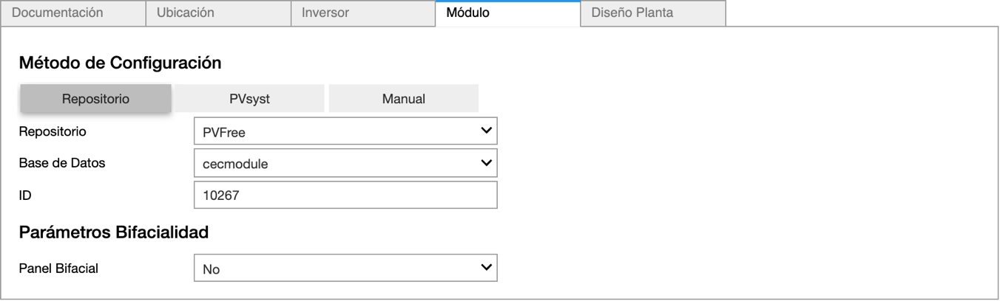 Documentación Ubicación Inversor Módulo Diseño Planta
Método de Configuración
Repositorio PVsyst Manual
Repositorio PVFree
Base de Datos cecmodule
ID 10267
Parámetros Bifacialidad
Panel Bifacial No